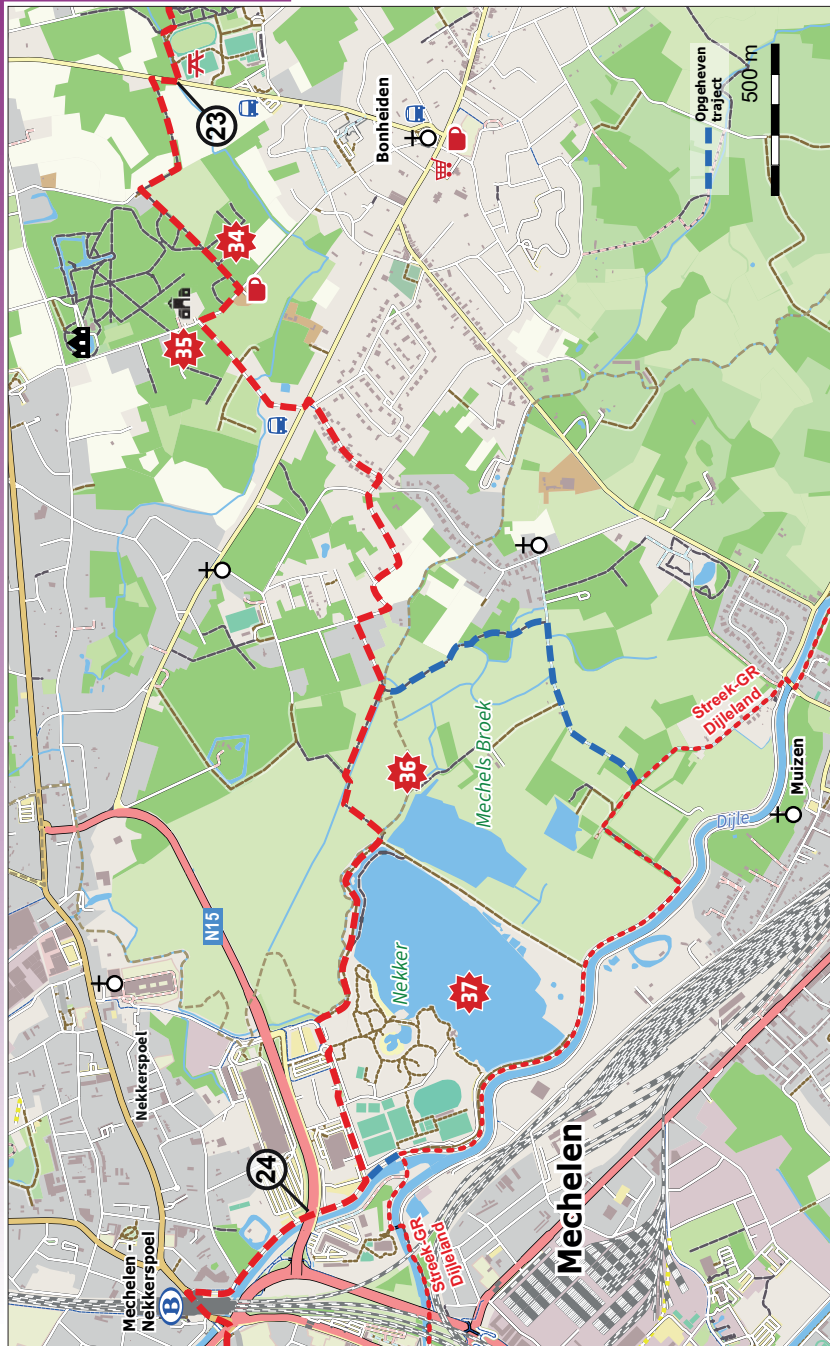 23
Bonheiden
Opgeheven
traject
500 m
34
35
36
Mechels Broek
Streek-GR
Dijleland
Muizen
Dijle
N15
Nekker
37
Nekkerspoel
24
Mechelen
Streek-GR
Dijleland
Mechelen -
Nekkerspoel
B